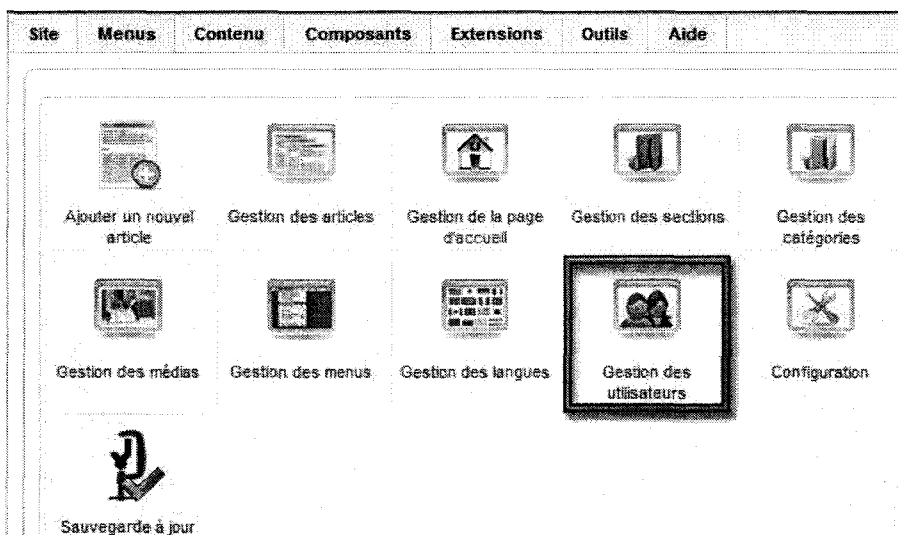 Site Menus Contenu Composants Extensions Outils Aide
Ajouter un nouvel article
Gestion des articles
Gestion de la page d'accueil
Gestion des sections
Gestion des catégories
Gestion des médias
Gestion des menus
Gestion des langues
Gestion des utilisateurs
Configuration
Sauvegarde à jour